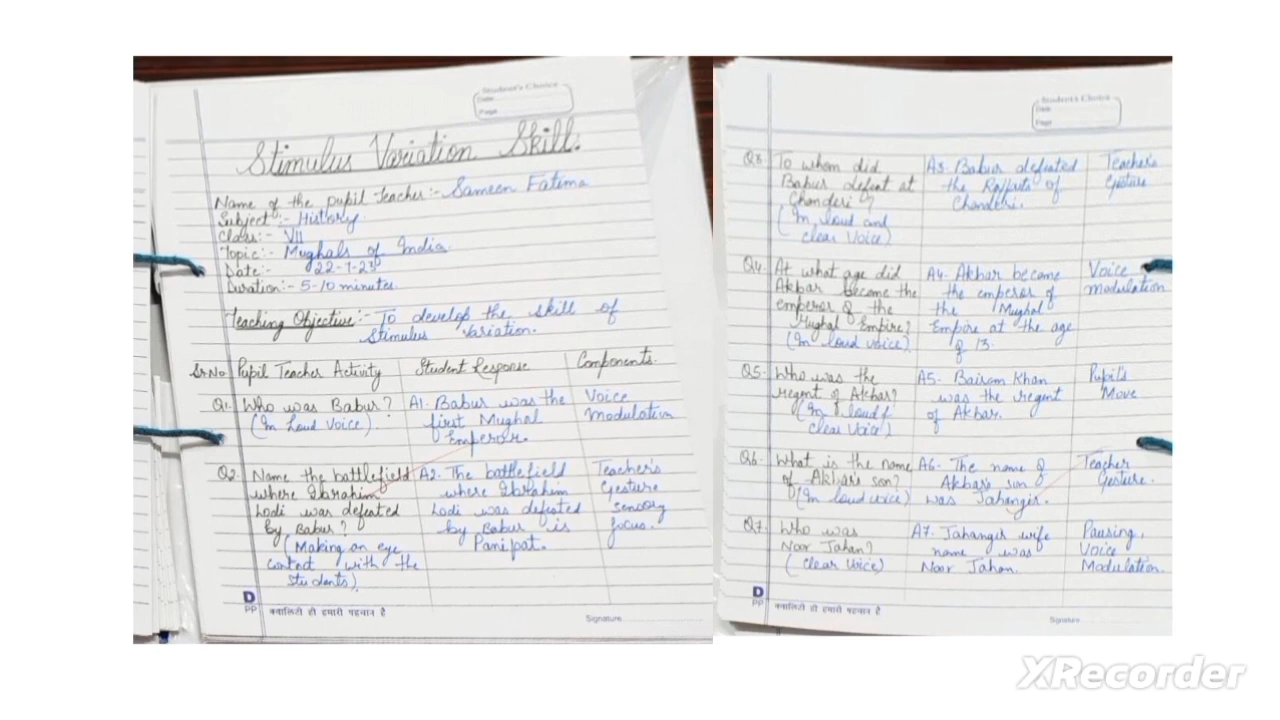 Student's Choice
Date:
Page:
Stimulus Variation Skill.
Name of the pupil Teacher:- Sameen Fatima
Subject:- History
Class:- VII
Topic:- Mughals of India.
Date:- 22-7-23
Duration:- 5-10 minutes
Teaching Objective:- To develop the skill of
Stimulus Variation.
Sr No. Pupil Teacher Activity Student Response Components.
Q1. Who was Babur? A1. Babur was the Voice
(In Loud Voice) first Mughal Modulation
Emperor.
Q2. Name the battlefield A2. The battlefield Teacher's
where Ibrahim where Ibrahim Gesture
Lodi was defeated Lodi was defeated sensory
by Babur? by Babur is focus.
(Making an eye Panipat.
contact with the
students)
DPP क्वालिटी ही हमारी पहचान है
Signature
Student's Choice
Date
Page
Q3. To whom did A3. Babur defeated Teacher's
Babur defeat at the Rajputs of Gesture
Chanderi? Chanderi.
(In loud and
clear Voice)
Q4. At what age did A4. Akbar became Voice
Akbar became the the emperor of Modulation
emperor of the the Mughal
Mughal Empire? Empire at the age
(In loud voice) of 13.
Q5. Who was the A5. Bairam Khan Pupil's
regent of Akbar? was the regent Move
(In loud & of Akbar.
clear Voice)
Q6. What is the name A6. The name of Teacher
of Akbar's son? Akbar's son Gesture.
(In loud voice) was Jahangir.
Q7. Who was A7. Jahangir wife Pausing,
Noor Jahan? name was Voice
(Clear Voice) Noor Jahan. Modulation.
DPP क्वालिटी ही हमारी पहचान है
Signature
XRecorder